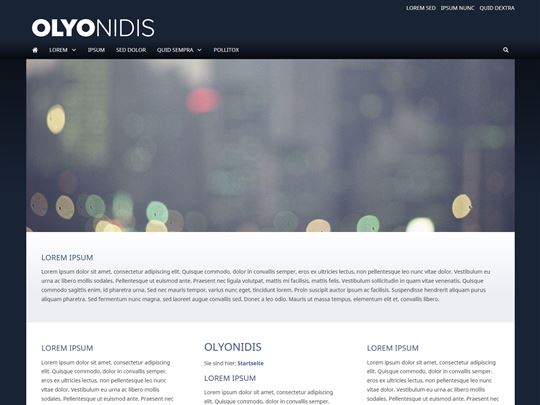 LOREM SED IPSUM NUNC QUID DEXTRA
OLYONIDIS
LOREM IPSUM SED DOLOR QUID SEMPRA POLLITOX
LOREM IPSUM
Lorem ipsum dolor sit amet, consectetur adipiscing elit. Quisque commodo, dolor in convallis semper, eros ex ultricies lectus, non pellentesque leo nunc vitae dolor. Vestibulum eu
urna ac libero mollis sodales. Pellentesque ut euismod ante. Praesent nec ligula volutpat, mattis mi facilisis, mattis felis. Vestibulum sollicitudin in quam vitae venenatis. Quisque
commodo sagittis enim, id pharetra urna. Sed nec mauris tempor, varius nunc eget, tincidunt lorem. Proin suscipit auctor ipsum ac facilisis. Suspendisse hendrerit aliquam purus
aliquam pharetra. Sed fermentum nunc magna, sed laoreet augue convallis sed. Donec a leo odio. Mauris ut massa tempus, elementum elit et, convallis libero.
LOREM IPSUM
Lorem ipsum dolor sit amet,
consectetur adipiscing elit. Quisque
commodo, dolor in convallis semper,
eros ex ultricies lectus, non
pellentesque leo nunc vitae dolor.
Vestibulum eu urna ac libero mollis
sodales. Pellentesque ut euismod
ante. Praesent nec
OLYONIDIS
Sie sind hier: Startseite
LOREM IPSUM
Lorem ipsum dolor sit amet, consectetur adipiscing
elit. Quisque commodo, dolor in convallis semper,
LOREM IPSUM
Lorem ipsum dolor sit amet,
consectetur adipiscing elit. Quisque
commodo, dolor in convallis semper,
eros ex ultricies lectus, non
pellentesque leo nunc vitae dolor.
Vestibulum eu urna ac libero mollis
sodales. Pellentesque ut euismod